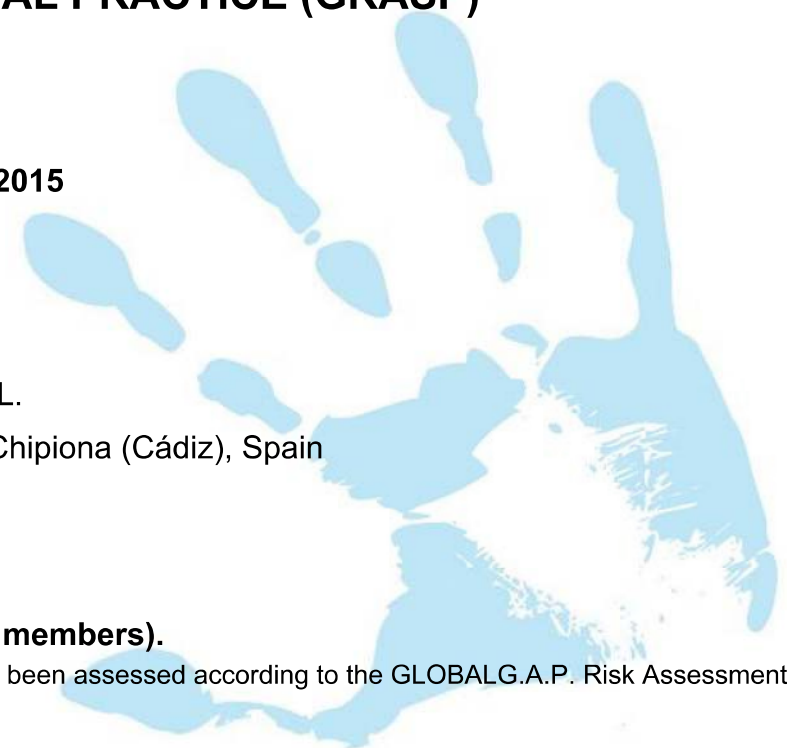 AL PRACTICE (GRASP)
2015
L.
Chipiona (Cádiz), Spain
members).
been assessed according to the GLOBALG.A.P. Risk Assessment